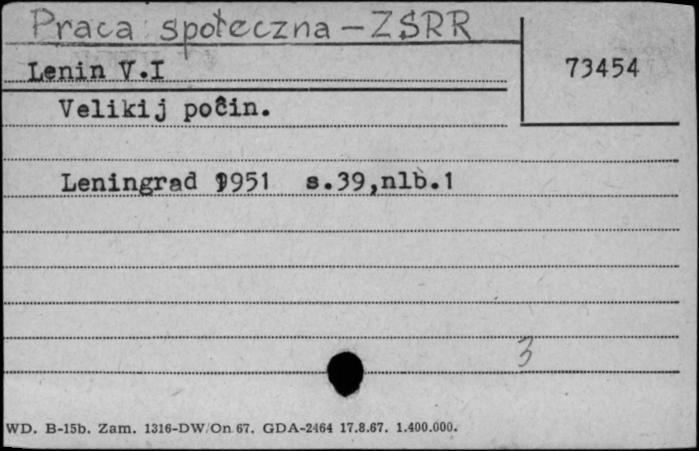 Praca społeczna – ZSRR
Lenin V.I
73454
Velikij počin.
Leningrad 1951 s.39,nlb.1
3
WD. B-15b. Zam. 1316-DW/On 67. GDA-2464 17.8.67. 1.400.000.